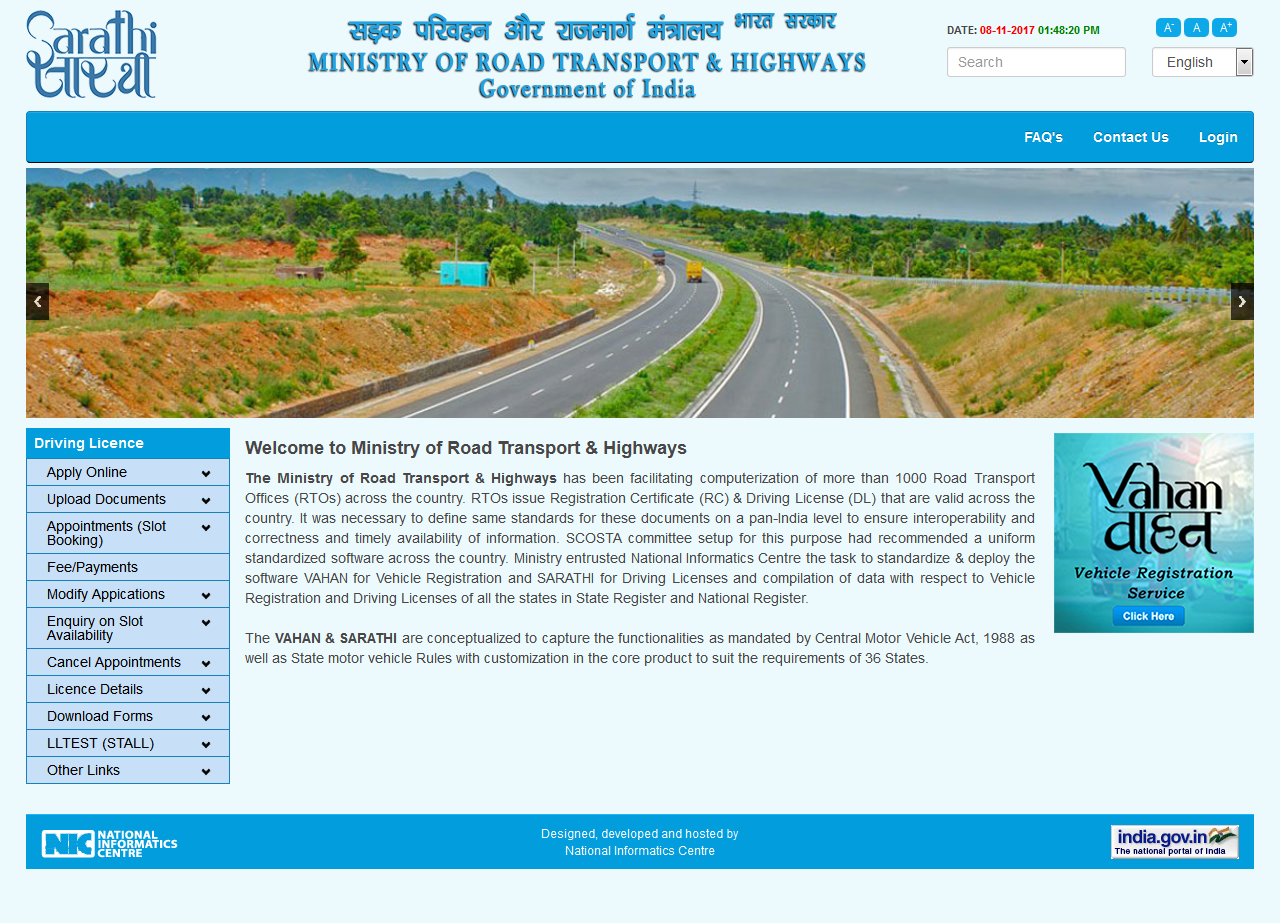 Sarathi
सारथी
सड़क परिवहन और राजमार्ग मंत्रालय भारत सरकार
MINISTRY OF ROAD TRANSPORT & HIGHWAYS
Government of India
DATE: 08-11-2017 01:48:20 PM
A- A A+
Search
English
FAQ's Contact Us Login
Driving Licence
Apply Online
Upload Documents
Appointments (Slot
Booking)
Fee/Payments
Modify Appications
Enquiry on Slot
Availability
Cancel Appointments
Licence Details
Download Forms
LLTEST (STALL)
Other Links
Welcome to Ministry of Road Transport & Highways
The Ministry of Road Transport & Highways has been facilitating computerization of more than 1000 Road Transport
Offices (RTOs) across the country. RTOs issue Registration Certificate (RC) & Driving License (DL) that are valid across the
country. It was necessary to define same standards for these documents on a pan-India level to ensure interoperability and
correctness and timely availability of information. SCOSTA committee setup for this purpose had recommended a uniform
standardized software across the country. Ministry entrusted National Informatics Centre the task to standardize & deploy the
software VAHAN for Vehicle Registration and SARATHI for Driving Licenses and compilation of data with respect to Vehicle
Registration and Driving Licenses of all the states in State Register and National Register.
The VAHAN & SARATHI are conceptualized to capture the functionalities as mandated by Central Motor Vehicle Act, 1988 as
well as State motor vehicle Rules with customization in the core product to suit the requirements of 36 States.
Vahan
वाहन
Vehicle Registration
Service
Click Here
NIC NATIONAL
INFORMATICS
CENTRE
Designed, developed and hosted by
National Informatics Centre
india.gov.in
The national portal of India